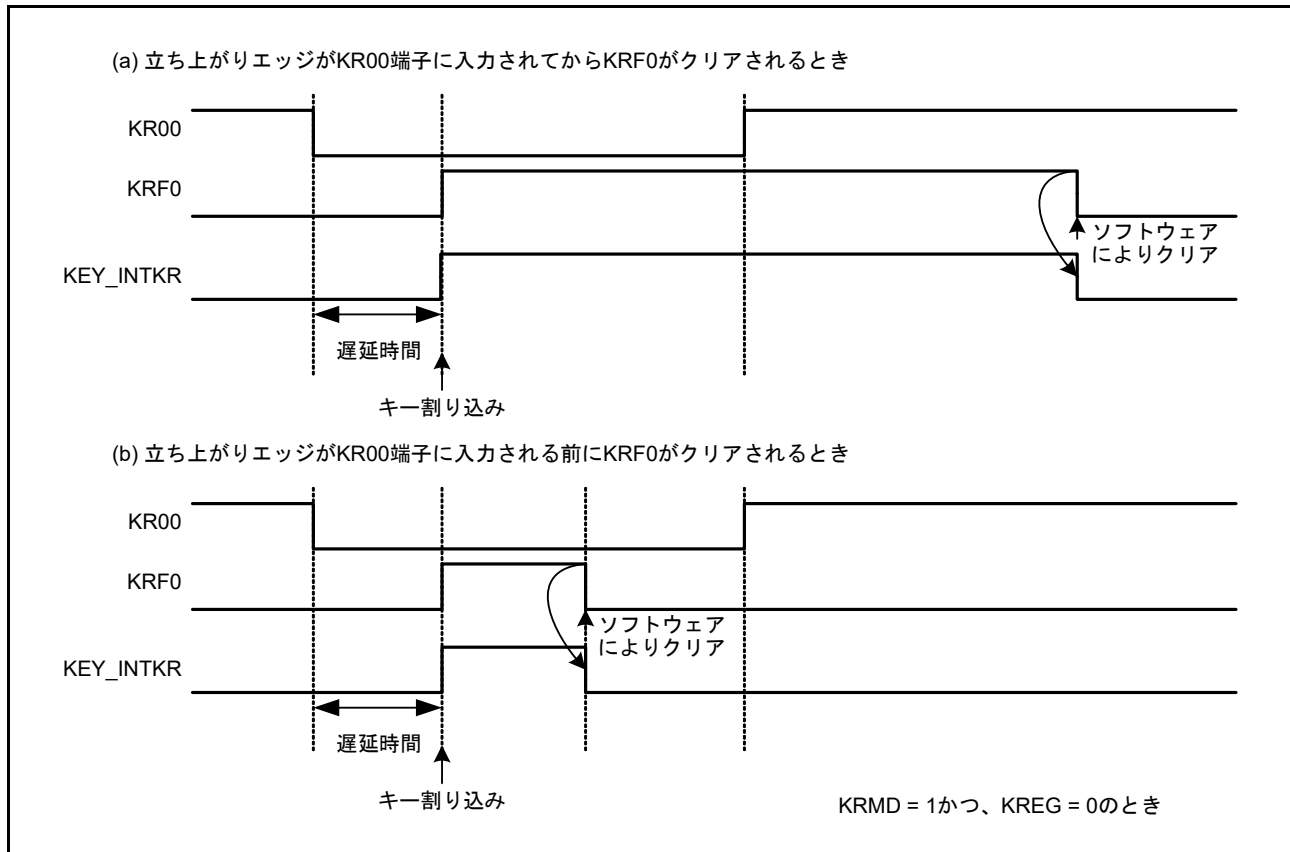 (a) 立ち上がりエッジがKR00端子に入力されてからKRF0がクリアされるとき
KR00
KRF0
ソフトウェア
によりクリア
KEY_INTKR
遅延時間
キー割り込み
(b) 立ち上がりエッジがKR00端子に入力される前にKRF0がクリアされるとき
KR00
KRF0
ソフトウェア
によりクリア
KEY_INTKR
遅延時間
キー割り込み
KRMD = 1かつ、KREG = 0のとき